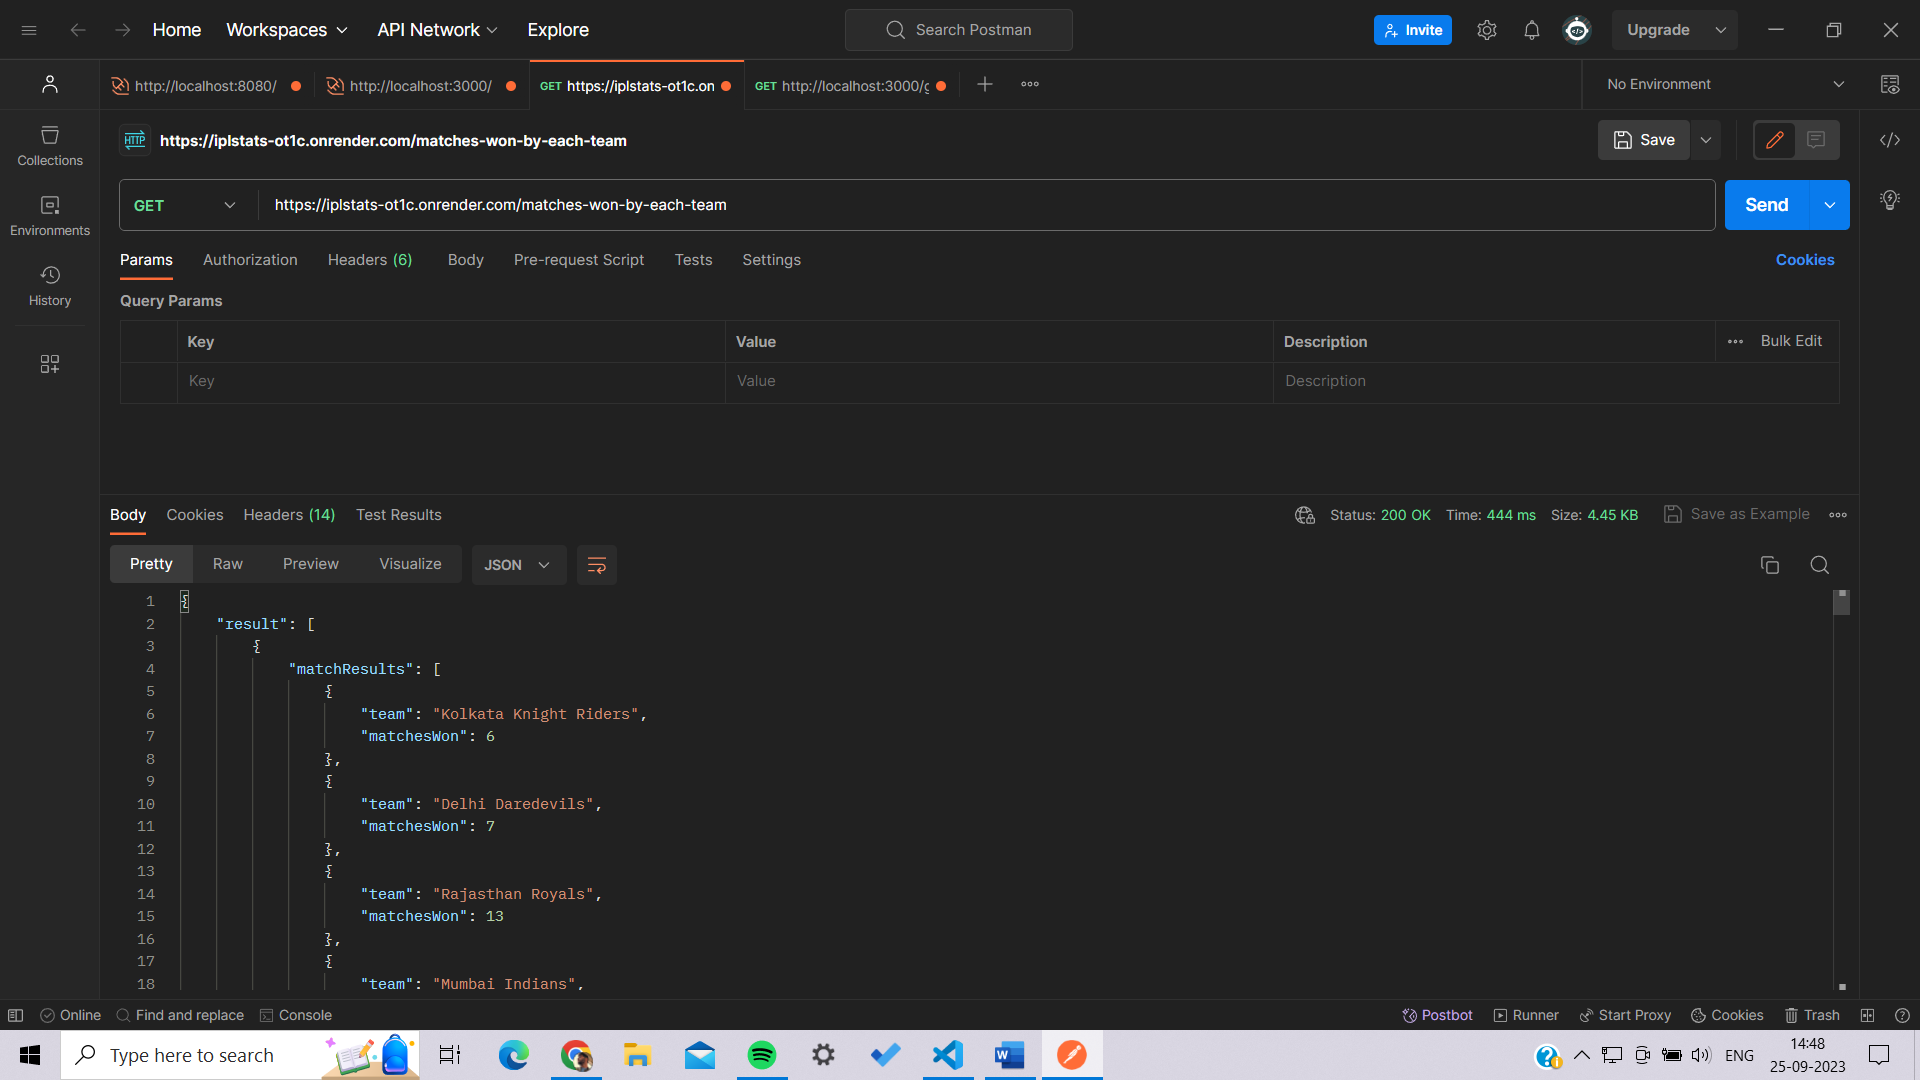 Home Workspaces API Network Explore Search Postman Invite Upgrade
http://localhost:8080/ http://localhost:3000/ GET https://iplstats-ot1c.on GET http://localhost:3000/g No Environment
HTTP https://iplstats-ot1c.onrender.com/matches-won-by-each-team Save
Collections
GET https://iplstats-ot1c.onrender.com/matches-won-by-each-team Send
Environments
Params Authorization Headers (6) Body Pre-request Script Tests Settings Cookies
History
Query Params
Key Value Description ••• Bulk Edit
Key Value Description
Body Cookies Headers (14) Test Results Status: 200 OK Time: 444 ms Size: 4.45 KB Save as Example
Pretty Raw Preview Visualize JSON
1 {
2 "result": [
3 {
4 "matchResults": [
5 {
6 "team": "Kolkata Knight Riders",
7 "matchesWon": 6
8 },
9 {
10 "team": "Delhi Daredevils",
11 "matchesWon": 7
12 },
13 {
14 "team": "Rajasthan Royals",
15 "matchesWon": 13
16 },
17 {
18 "team": "Mumbai Indians",
Online Find and replace Console Postbot Runner Start Proxy Cookies Trash
Type here to search ENG 14:48
25-09-2023